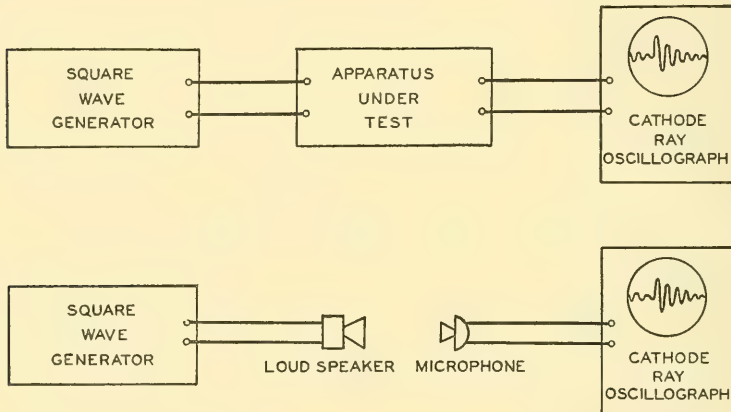 SQUARE
WAVE
GENERATOR
APPARATUS
UNDER
TEST
CATHODE
RAY
OSCILLOGRAPH
SQUARE
WAVE
GENERATOR
LOUD SPEAKER
MICROPHONE
CATHODE
RAY
OSCILLOGRAPH